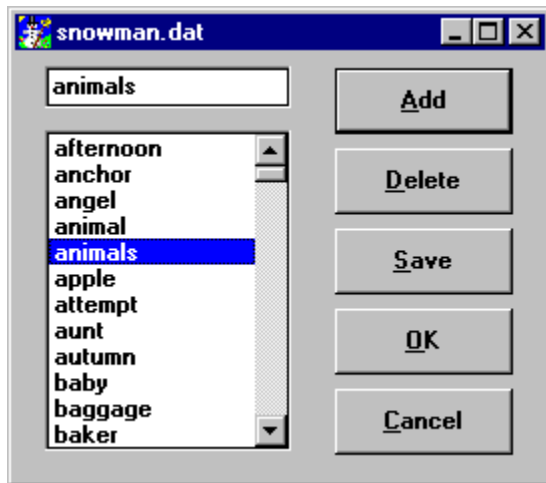 snowman.dat
animals
afternoon
anchor
angel
animal
animals
apple
attempt
aunt
autumn
baby
baggage
baker
Add
Delete
Save
OK
Cancel